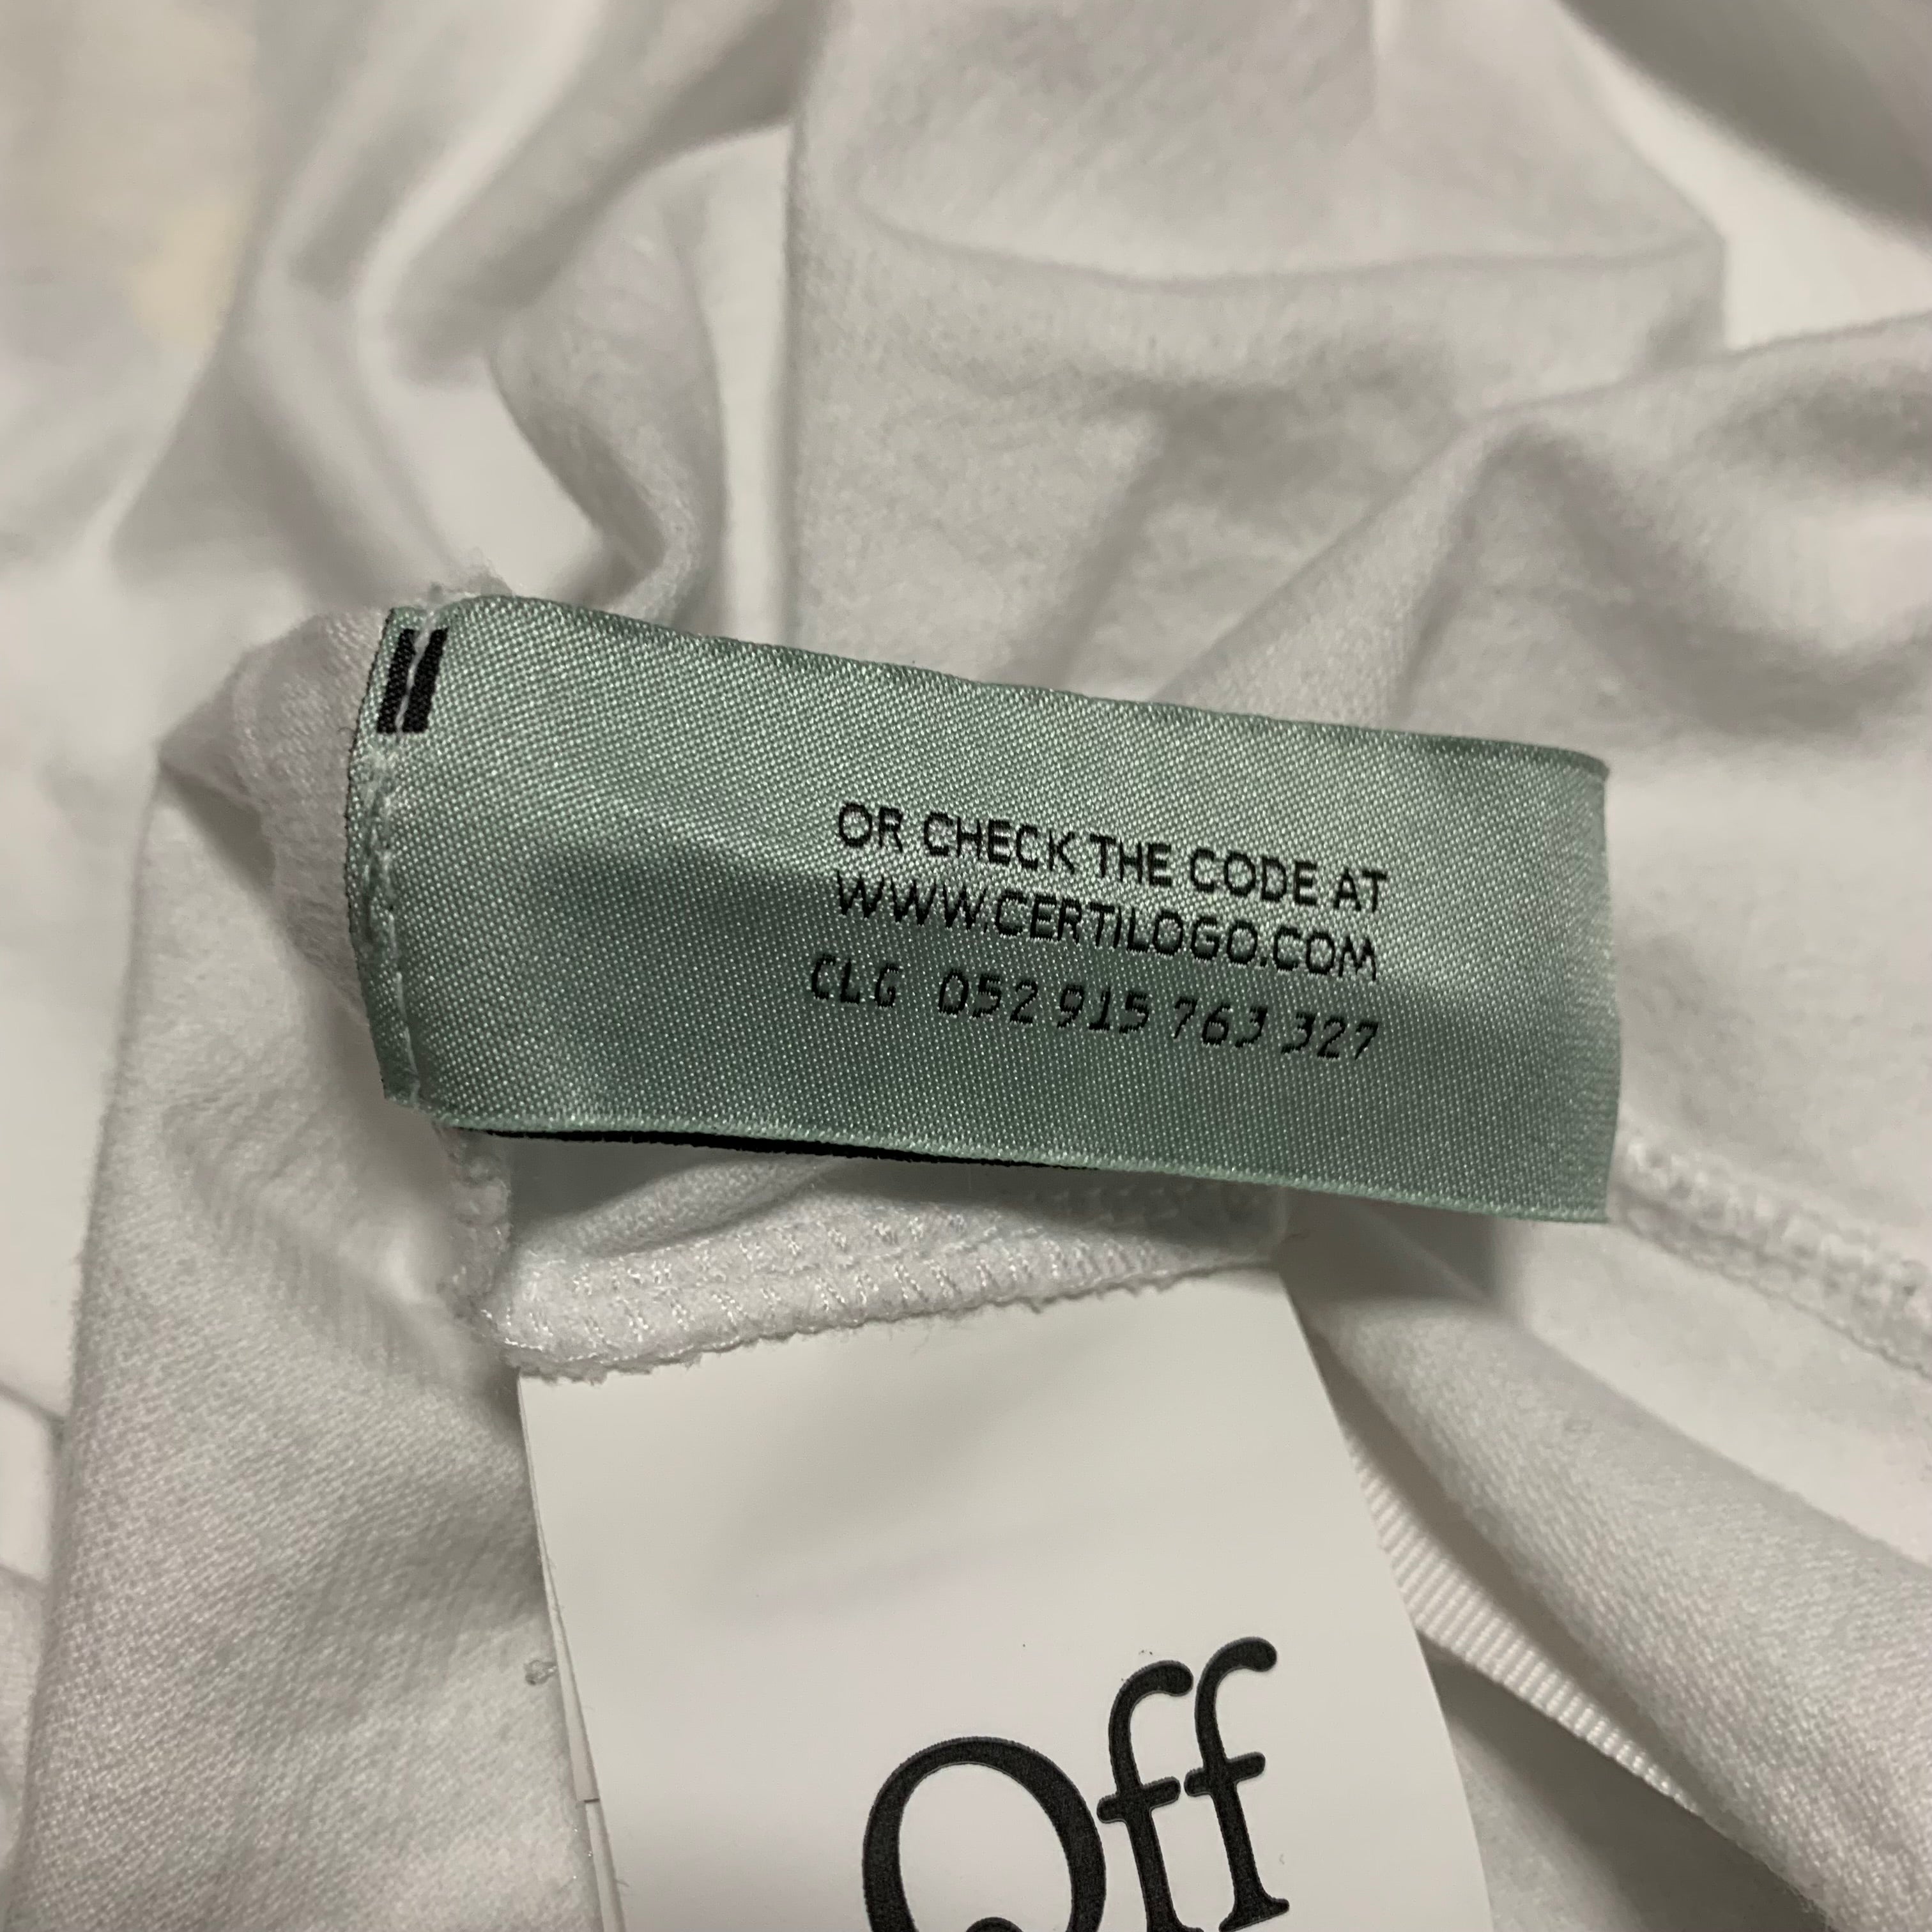 OR CHECK THE CODE AT
WWW.CERTILOGO.COM
CLG 052 915 763 327
Off